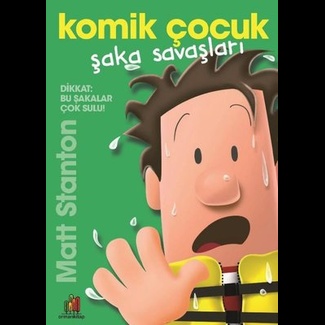 komik çocuk
şaka savaşları
DİKKAT:
BU ŞAKALAR
ÇOK SULU!
Matt Stanton